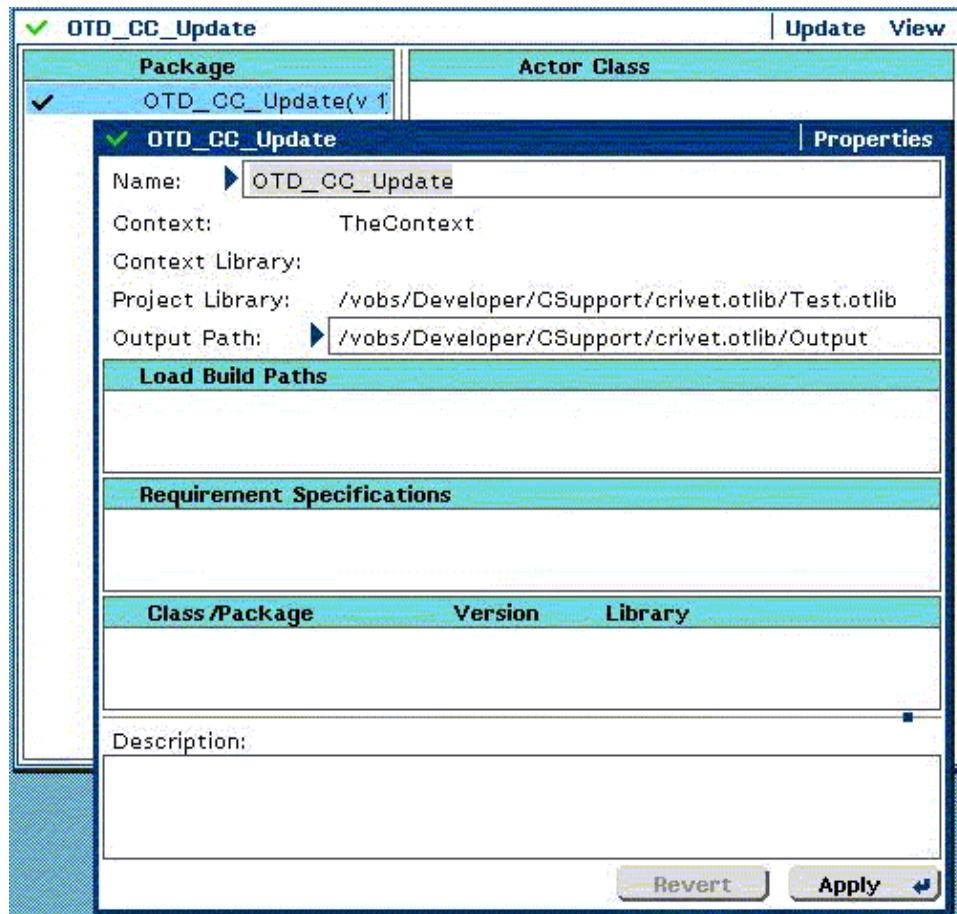 OTD_CC_Update Update View
Package Actor Class
OTD_CC_Update(v 1
OTD_CC_Update Properties
Name: OTD_CC_Update
Context: TheContext
Context Library:
Project Library: /vobs/Developer/CSupport/crivet.otlib/Test.otlib
Output Path: /vobs/Developer/CSupport/crivet.otlib/Output
Load Build Paths
Requirement Specifications
Class/Package Version Library
Description:
Revert Apply